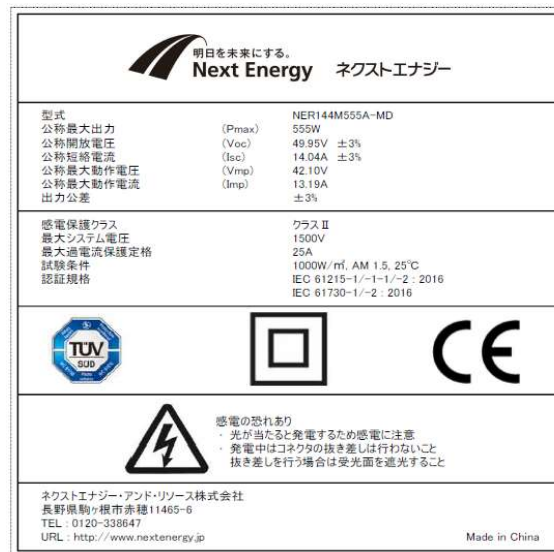 明日を未来にする。
Next Energy ネクストエナジー
型式 NER144M555A-MD
公称最大出力 (Pmax) 555W
公称開放電圧 (Voc) 49.95V ±3%
公称短絡電流 (Isc) 14.04A ±3%
公称最大動作電圧 (Vmp) 42.10V
公称最大動作電流 (Imp) 13.19A
出力公差 ±3%
感電保護クラス クラスⅡ
最大システム電圧 1500V
最大過電流保護定格 25A
試験条件 1000W/㎡, AM 1.5, 25℃
認証規格 IEC 61215-1/-1-1/-2 : 2016
IEC 61730-1/-2 : 2016
TÜV
SÜD
CE
感電の恐れあり
・ 光が当たると発電するため感電に注意
・ 発電中はコネクタの抜き差しは行わないこと
抜き差しを行う場合は受光面を遮光すること
ネクストエナジー・アンド・リソース株式会社
長野県駒ヶ根市赤穂11465-6
TEL : 0120-338647
URL : http://www.nextenergy.jp Made in China